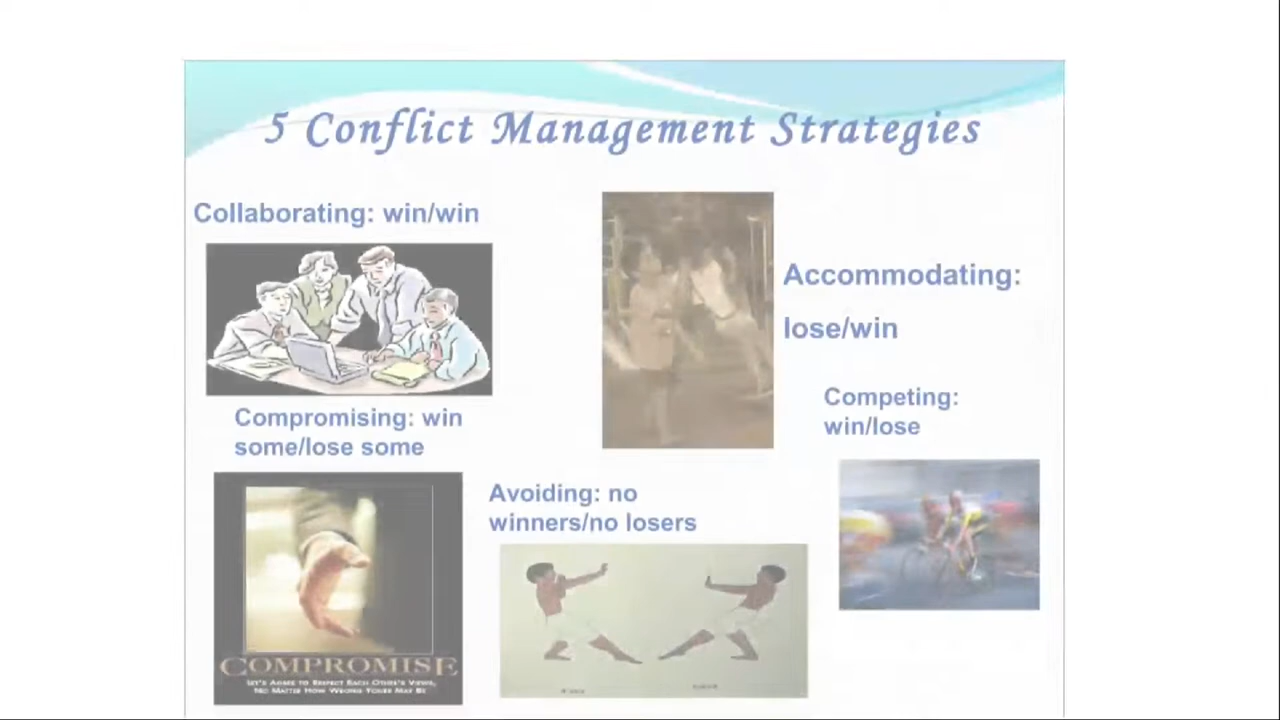 5 Conflict Management Strategies
Collaborating: win/win
Accommodating:
lose/win
Compromising: win
some/lose some
Competing:
win/lose
Avoiding: no
winners/no losers
COMPROMISE
LET'S AGREE TO RESPECT EACH OTHER'S VIEWS,
NO MATTER HOW WRONG YOURS MAY BE